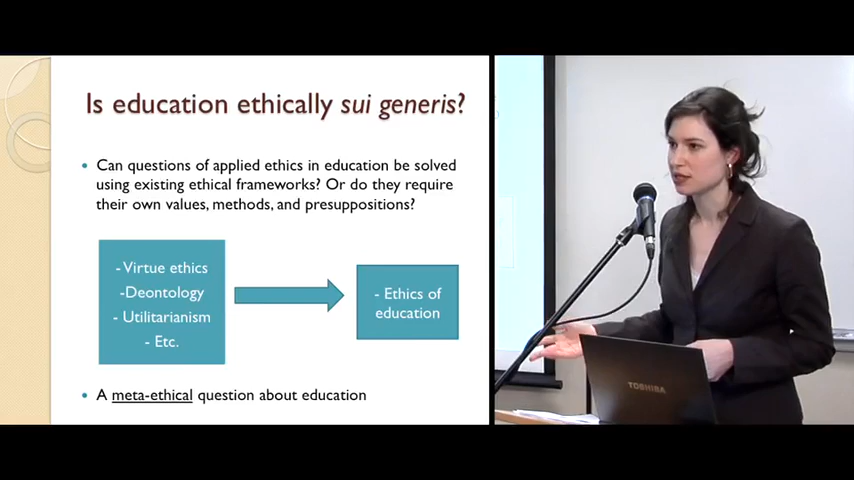 Is education ethically sui generis?
• Can questions of applied ethics in education be solved
using existing ethical frameworks? Or do they require
their own values, methods, and presuppositions?
- Virtue ethics
-Deontology
- Utilitarianism
- Etc.
- Ethics of
education
• A meta-ethical question about education
TOSHIBA